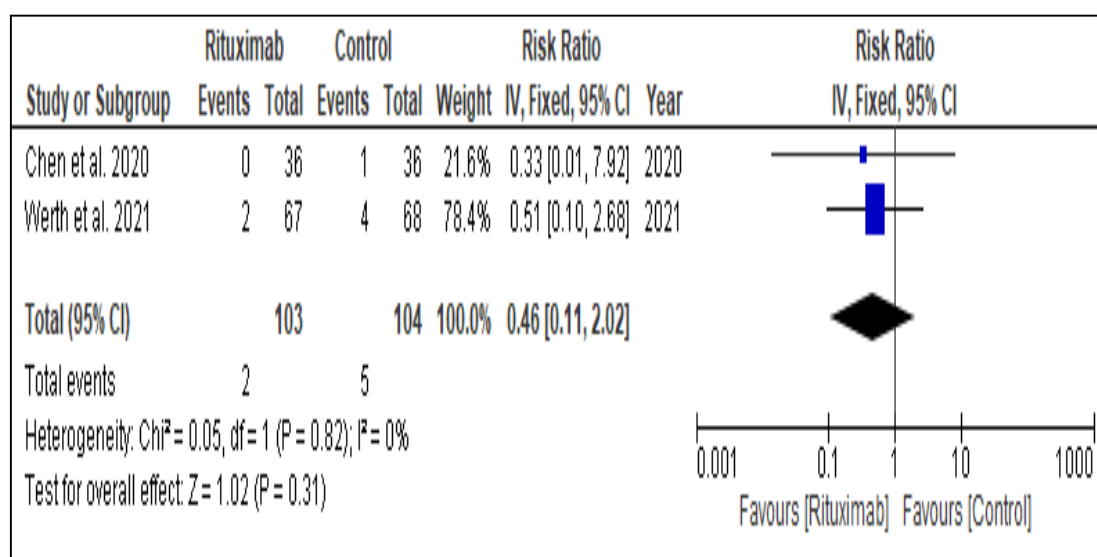 Rituximab Control Risk Ratio Risk Ratio
Study or Subgroup Events Total Events Total Weight IV, Fixed, 95% CI Year IV, Fixed, 95% CI
Chen et al. 2020 0 36 1 36 21.6% 0.33 [0.01, 7.92] 2020
Werth et al. 2021 2 67 4 68 78.4% 0.51 [0.10, 2.68] 2021
Total (95% CI) 103 104 100.0% 0.46 [0.11, 2.02]
Total events 2 5
Heterogeneity: Chi² = 0.05, df = 1 (P = 0.82); I² = 0%
Test for overall effect: Z = 1.02 (P = 0.31)
0.001 0.1 1 10 1000
Favours [Rituximab] Favours [Control]